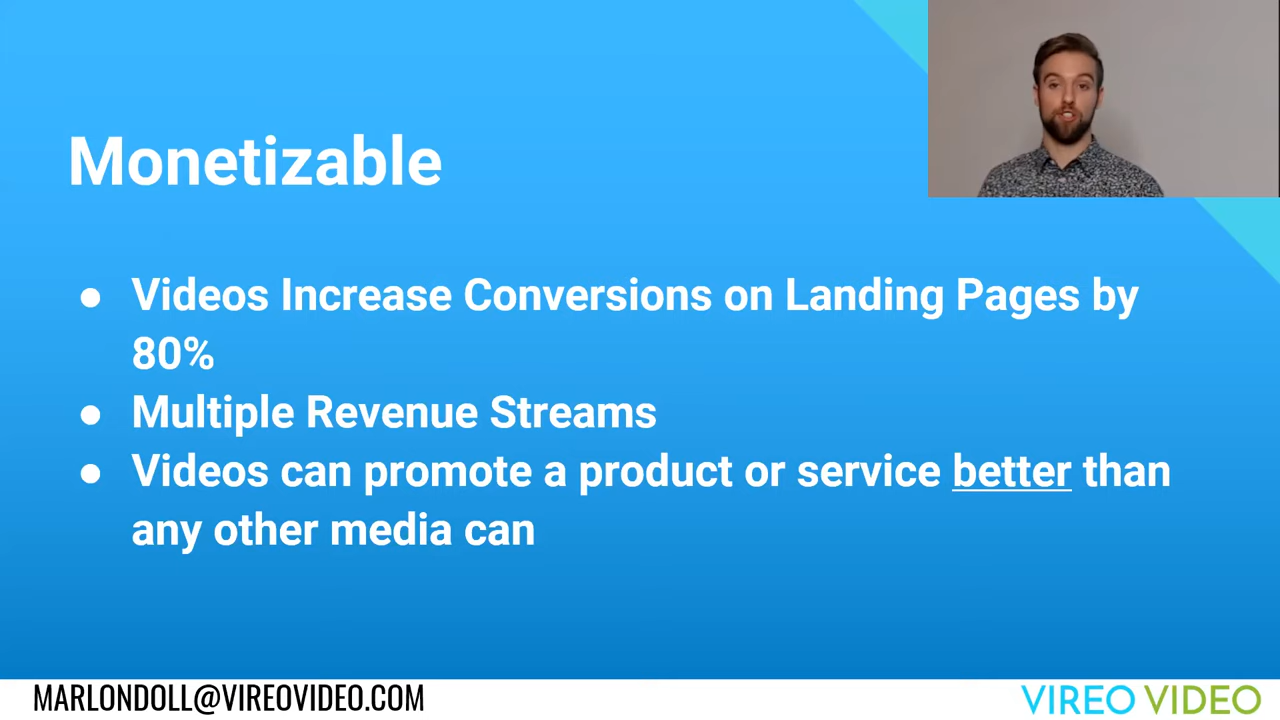 Monetizable
● Videos Increase Conversions on Landing Pages by
80%
● Multiple Revenue Streams
● Videos can promote a product or service better than
any other media can
MARLONDOLL@VIREOVIDEO.COM
VIREO VIDEO